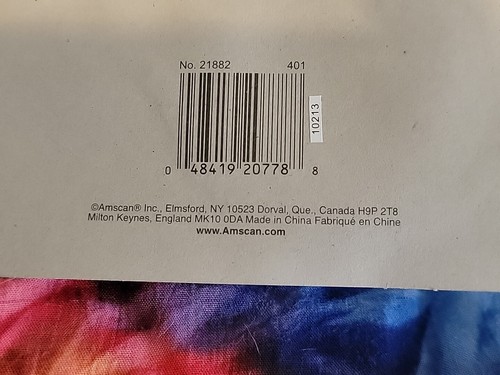 No. 21882 401
10213
0 48419 20778 8
©Amscan® Inc., Elmsford, NY 10523 Dorval, Que., Canada H9P 2T8
Milton Keynes, England MK10 0DA Made in China Fabriqué en Chine
www.Amscan.com